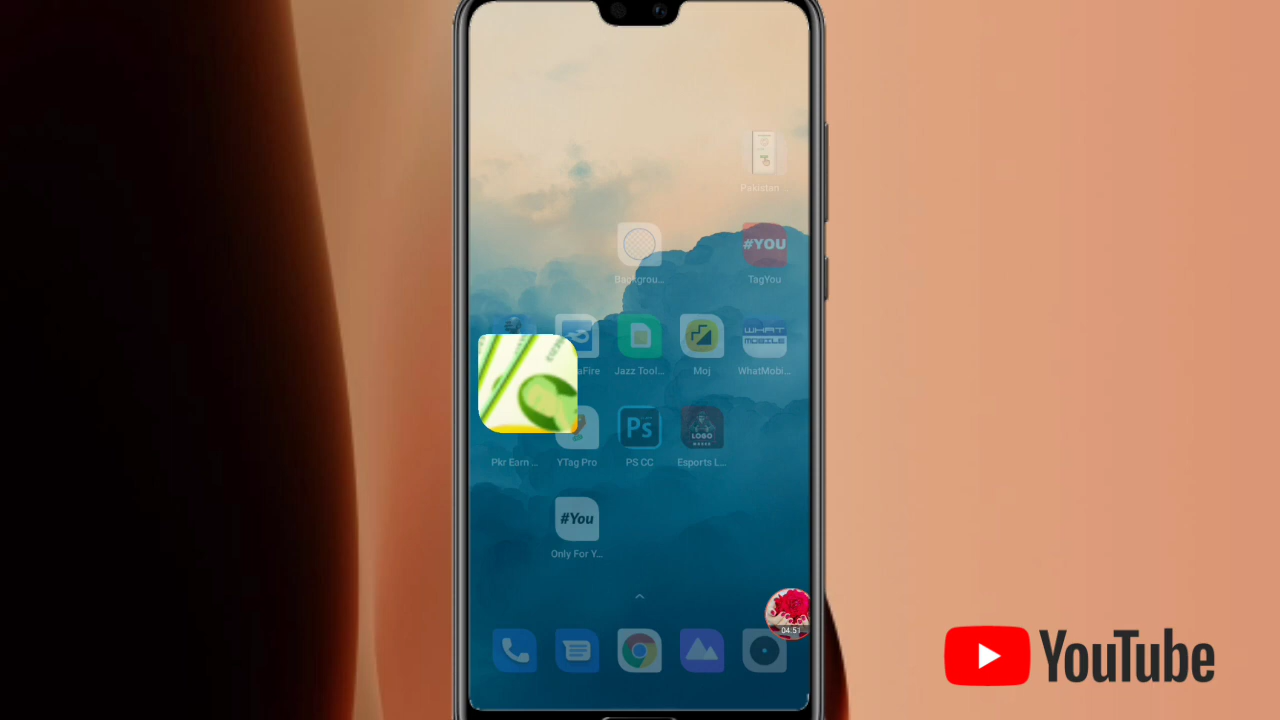 Pakistan ...
#YOU
Backgrou...
TagYou
WHAT
MOBILE
aFire
Jazz Tool...
Moj
WhatMobi...
Ps
LOGO
Pkr Earn ...
YTag Pro
PS CC
Esports L...
#You
Only For Y...
04:51
YouTube